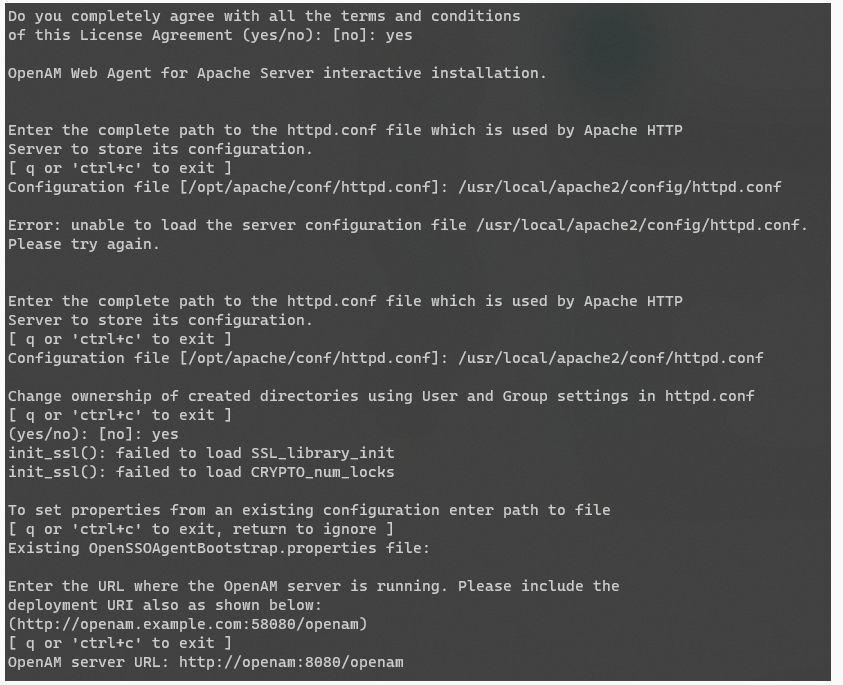 Do you completely agree with all the terms and conditions
of this License Agreement (yes/no): [no]: yes
OpenAM Web Agent for Apache Server interactive installation.
Enter the complete path to the httpd.conf file which is used by Apache HTTP
Server to store its configuration.
[ q or 'ctrl+c' to exit ]
Configuration file [/opt/apache/conf/httpd.conf]: /usr/local/apache2/config/httpd.conf
Error: unable to load the server configuration file /usr/local/apache2/config/httpd.conf.
Please try again.
Enter the complete path to the httpd.conf file which is used by Apache HTTP
Server to store its configuration.
[ q or 'ctrl+c' to exit ]
Configuration file [/opt/apache/conf/httpd.conf]: /usr/local/apache2/conf/httpd.conf
Change ownership of created directories using User and Group settings in httpd.conf
[ q or 'ctrl+c' to exit ]
(yes/no): [no]: yes
init_ssl(): failed to load SSL_library_init
init_ssl(): failed to load CRYPTO_num_locks
To set properties from an existing configuration enter path to file
[ q or 'ctrl+c' to exit, return to ignore ]
Existing OpenSSOAgentBootstrap.properties file:
Enter the URL where the OpenAM server is running. Please include the
deployment URI also as shown below:
(http://openam.example.com:58080/openam)
[ q or 'ctrl+c' to exit ]
OpenAM server URL: http://openam:8080/openam